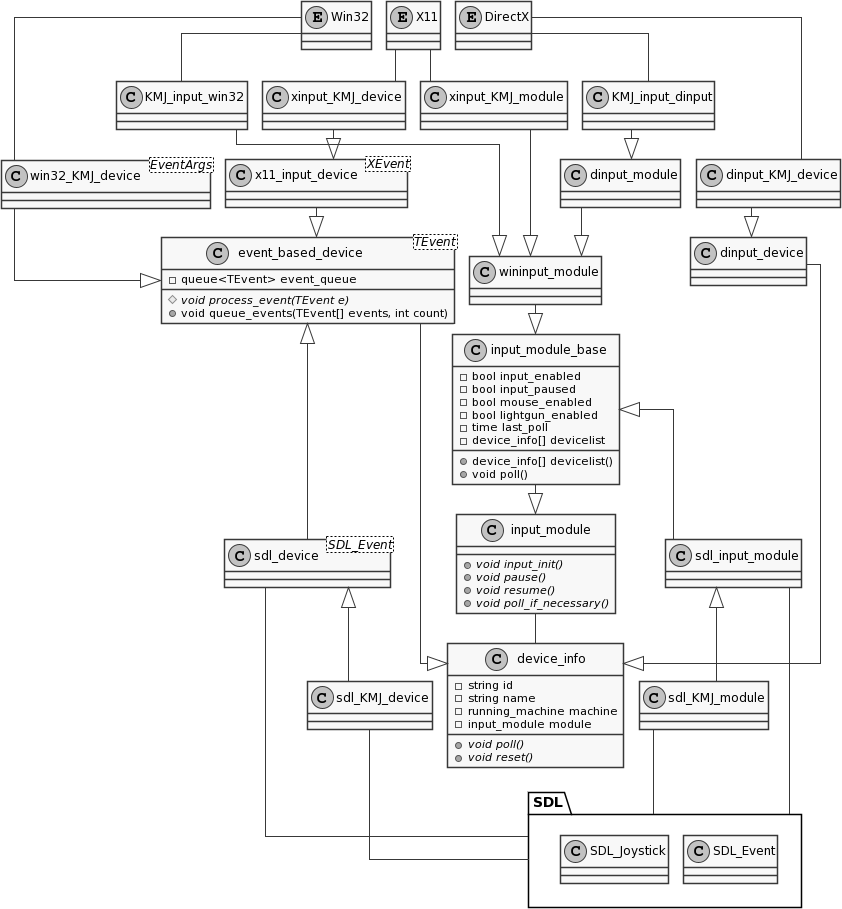 E Win32
E X11
E DirectX
C KMJ_input_win32
C xinput_KMJ_device
C xinput_KMJ_module
C KMJ_input_dinput
C win32_KMJ_device
EventArgs
C x11_input_device
XEvent
C dinput_module
C dinput_KMJ_device
C event_based_device
TEvent
queue<TEvent> event_queue
void process_event(TEvent e)
void queue_events(TEvent[] events, int count)
C wininput_module
C dinput_device
C input_module_base
bool input_enabled
bool input_paused
bool mouse_enabled
bool lightgun_enabled
time last_poll
device_info[] devicelist
device_info[] devicelist()
void poll()
C input_module
void input_init()
void pause()
void resume()
void poll_if_necessary()
C sdl_device
SDL_Event
C sdl_input_module
C device_info
string id
string name
running_machine machine
input_module module
void poll()
void reset()
C sdl_KMJ_device
C sdl_KMJ_module
SDL
C SDL_Joystick
C SDL_Event